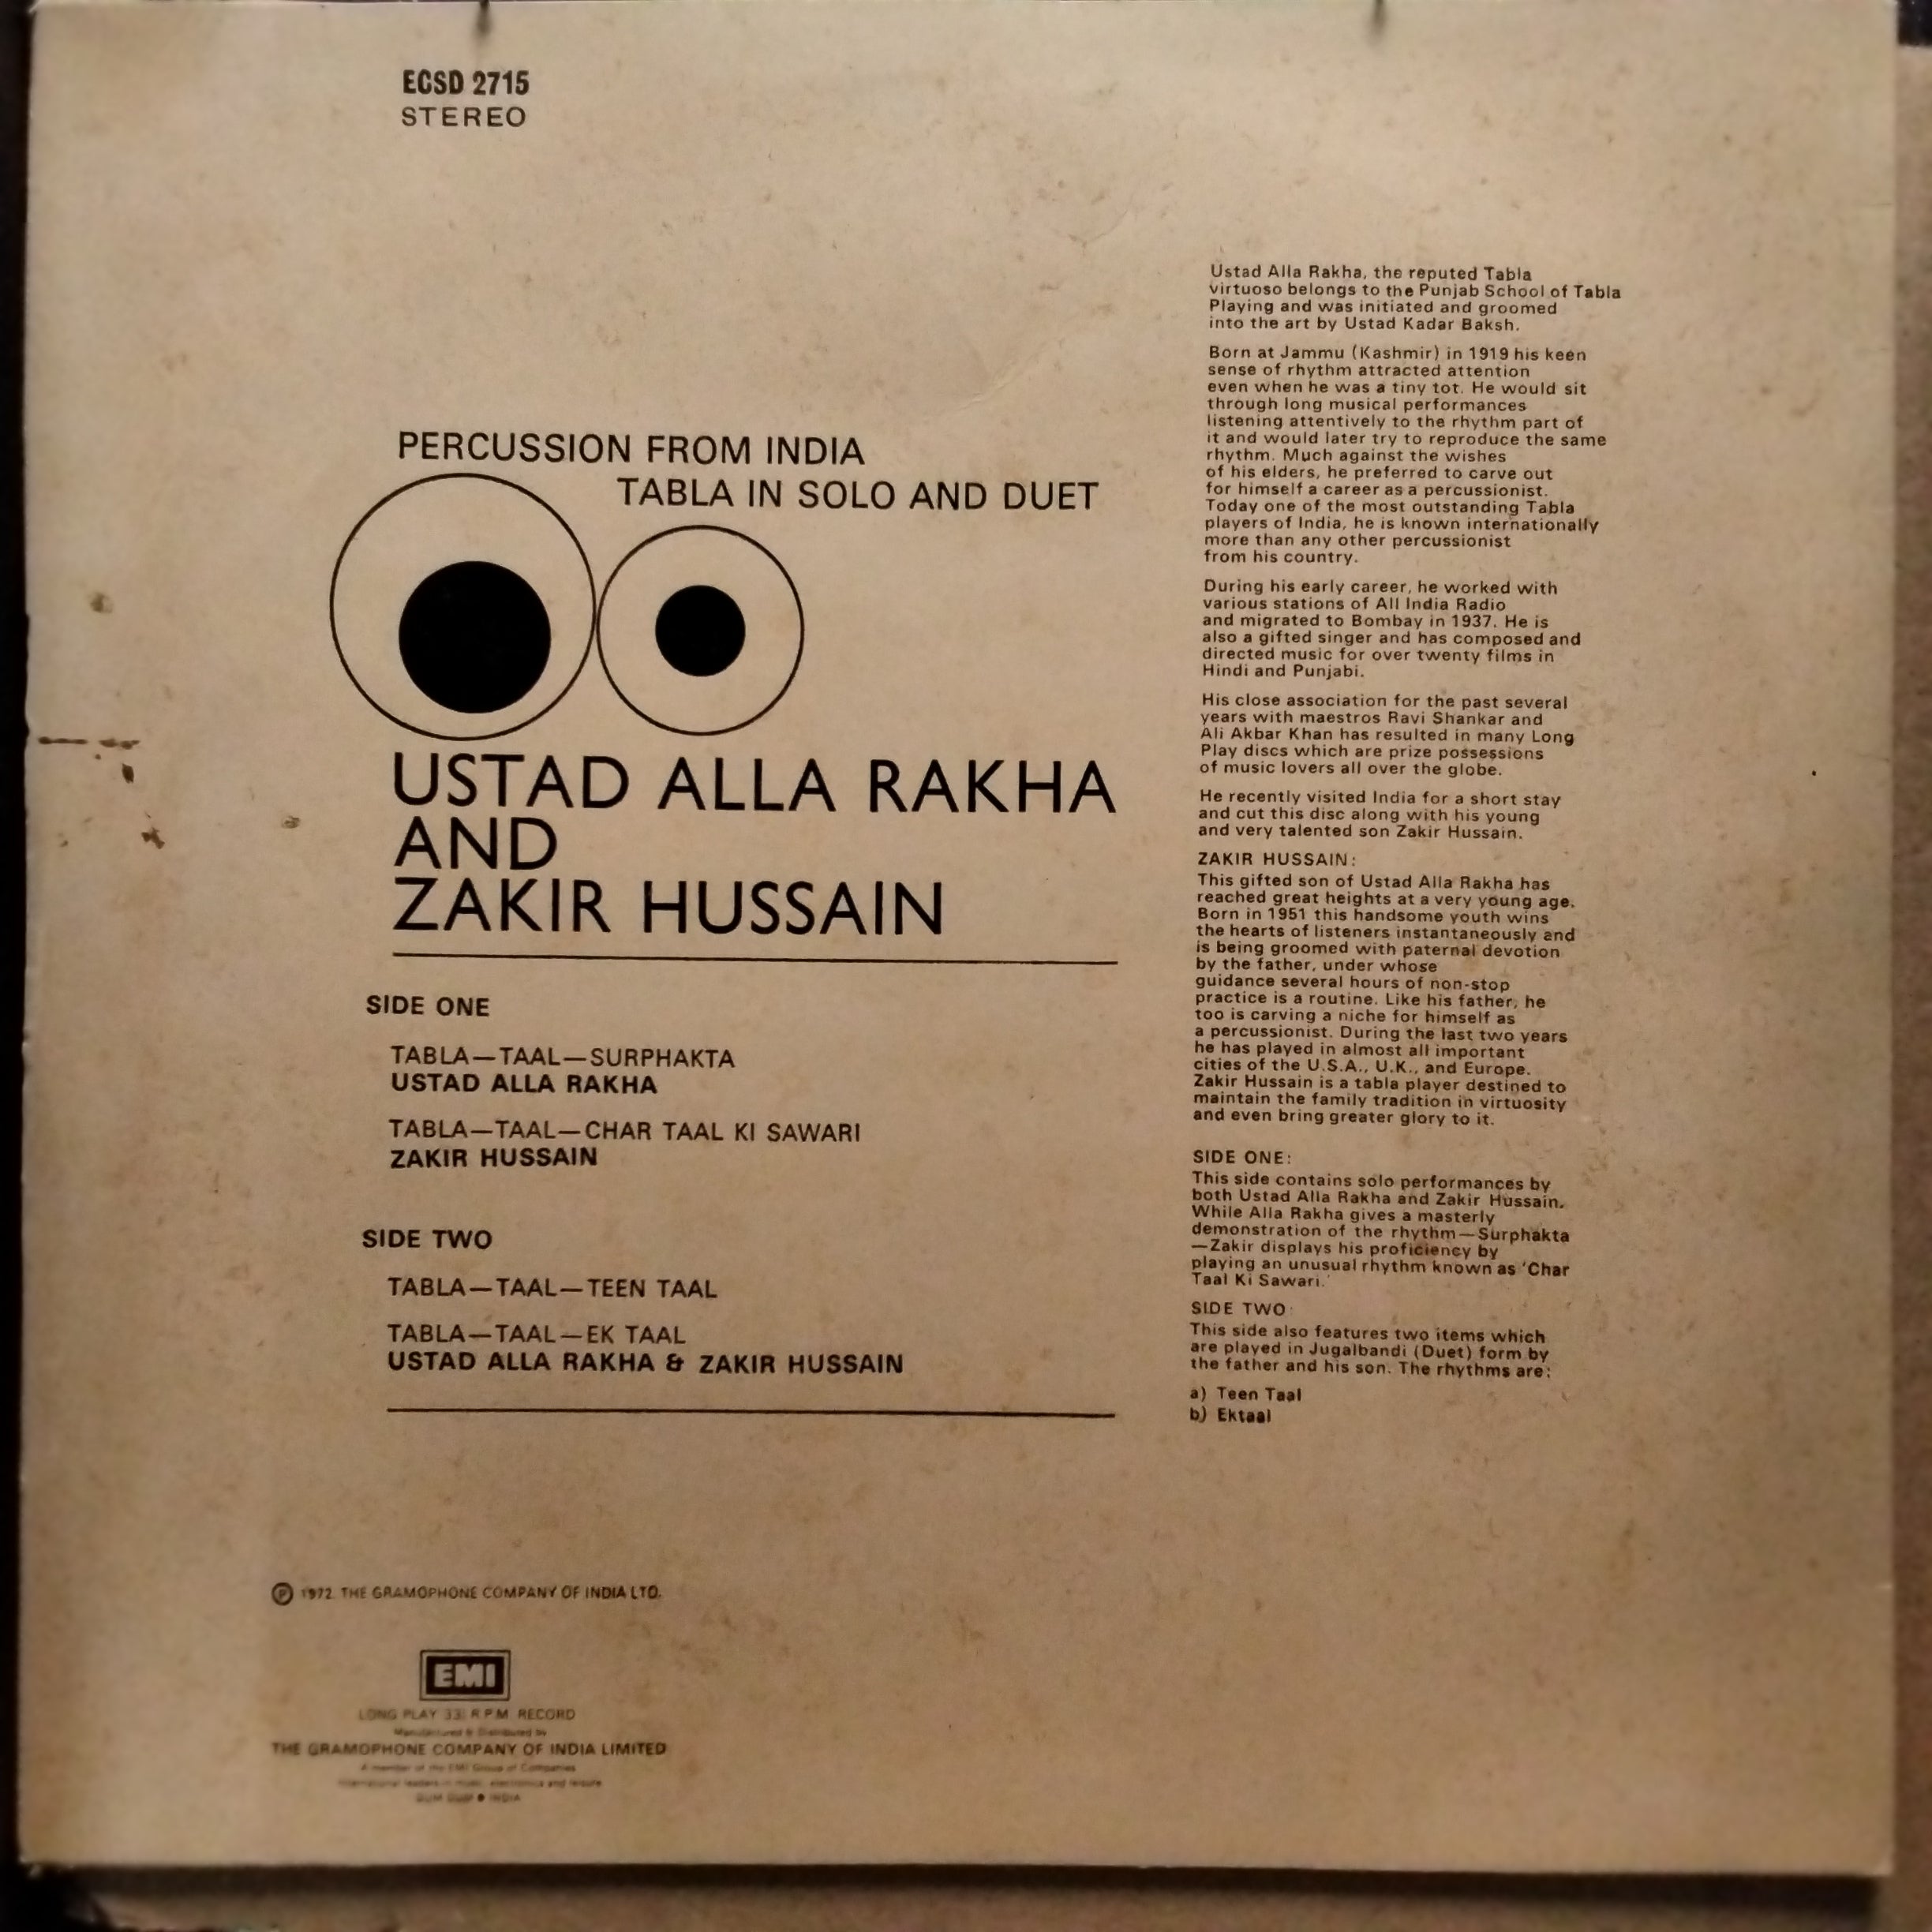 ECSD 2715
STEREO
PERCUSSION FROM INDIA
TABLA IN SOLO AND DUET
USTAD ALLA RAKHA
AND
ZAKIR HUSSAIN
SIDE ONE
TABLA—TAAL—SURPHAKTA
USTAD ALLA RAKHA
TABLA—TAAL—CHAR TAAL KI SAWARI
ZAKIR HUSSAIN
SIDE TWO
TABLA—TAAL—TEEN TAAL
TABLA—TAAL—EK TAAL
USTAD ALLA RAKHA & ZAKIR HUSSAIN
Ⓟ 1972 THE GRAMOPHONE COMPANY OF INDIA LTD.
EMI
LONG PLAY 33 R P M RECORD
Manufactured & Distributed by
THE GRAMOPHONE COMPANY OF INDIA LIMITED
A member of the EMI Group of Companies
International leaders in music, electronics and leisure
DUM DUM ● INDIA
Ustad Alla Rakha, the reputed Tabla
virtuoso belongs to the Punjab School of Tabla
Playing and was initiated and groomed
into the art by Ustad Kadar Baksh.
Born at Jammu (Kashmir) in 1919 his keen
sense of rhythm attracted attention
even when he was a tiny tot. He would sit
through long musical performances
listening attentively to the rhythm part of
it and would later try to reproduce the same
rhythm. Much against the wishes
of his elders, he preferred to carve out
for himself a career as a percussionist.
Today one of the most outstanding Tabla
players of India, he is known internationally
more than any other percussionist
from his country.
During his early career, he worked with
various stations of All India Radio
and migrated to Bombay in 1937. He is
also a gifted singer and has composed and
directed music for over twenty films in
Hindi and Punjabi.
His close association for the past several
years with maestros Ravi Shankar and
Ali Akbar Khan has resulted in many Long
Play discs which are prize possessions
of music lovers all over the globe.
He recently visited India for a short stay
and cut this disc along with his young
and very talented son Zakir Hussain.
ZAKIR HUSSAIN:
This gifted son of Ustad Alla Rakha has
reached great heights at a very young age.
Born in 1951 this handsome youth wins
the hearts of listeners instantaneously and
is being groomed with paternal devotion
by the father, under whose
guidance several hours of non-stop
practice is a routine. Like his father, he
too is carving a niche for himself as
a percussionist. During the last two years
he has played in almost all important
cities of the U.S.A., U.K., and Europe.
Zakir Hussain is a tabla player destined to
maintain the family tradition in virtuosity
and even bring greater glory to it.
SIDE ONE:
This side contains solo performances by
both Ustad Alla Rakha and Zakir Hussain.
While Alla Rakha gives a masterly
demonstration of the rhythm—Surphakta
—Zakir displays his proficiency by
playing an unusual rhythm known as 'Char
Taal Ki Sawari.'
SIDE TWO:
This side also features two items which
are played in Jugalbandi (Duet) form by
the father and his son. The rhythms are:
a) Teen Taal
b) Ektaal